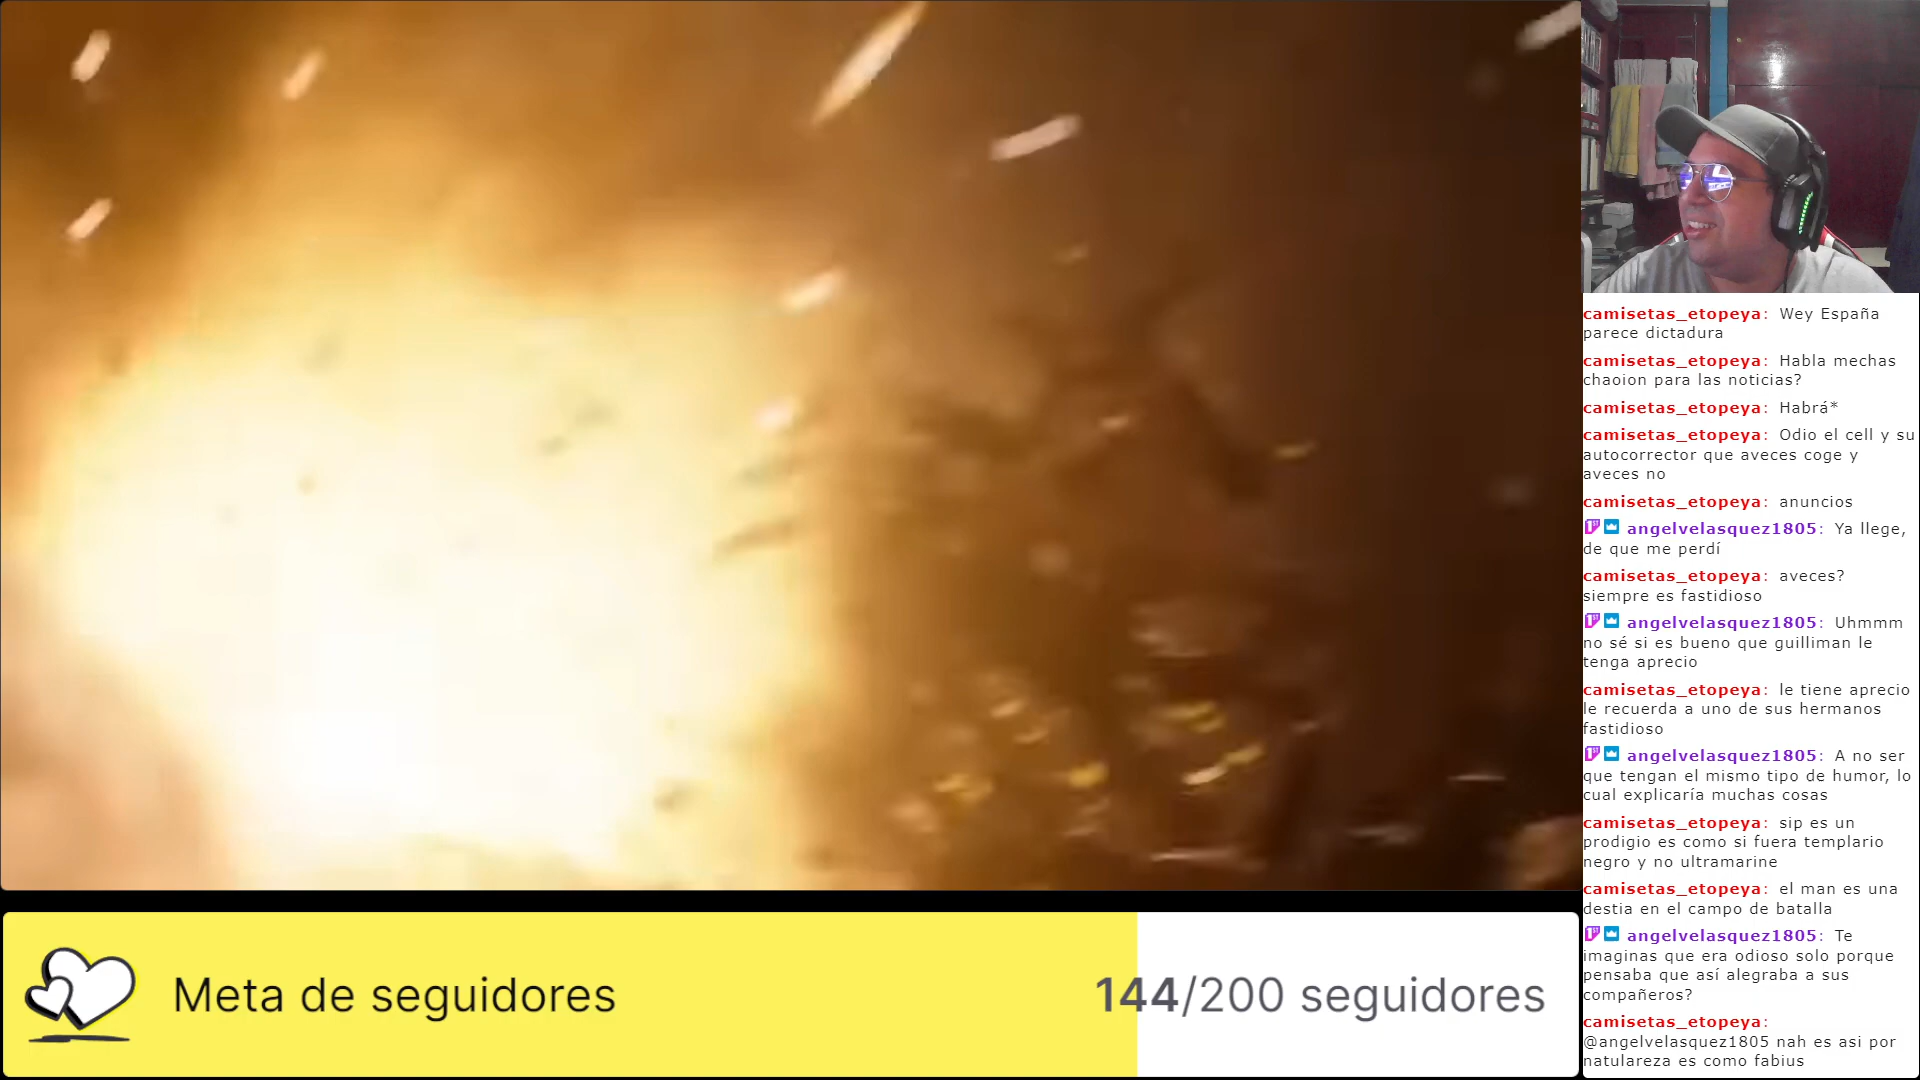 camisetas_etopeya: Wey España
parece dictadura
camisetas_etopeya: Habla mechas
chaoion para las noticias?
camisetas_etopeya: Habrá*
camisetas_etopeya: Odio el cell y su
autocorrector que aveces coge y
aveces no
camisetas_etopeya: anuncios
angelvelasquez1805: Ya llege,
de que me perdí
camisetas_etopeya: aveces?
siempre es fastidioso
angelvelasquez1805: Uhmmm
no sé si es bueno que guilliman le
tenga aprecio
camisetas_etopeya: le tiene aprecio
le recuerda a uno de sus hermanos
fastidioso
angelvelasquez1805: A no ser
que tengan el mismo tipo de humor, lo
cual explicaría muchas cosas
camisetas_etopeya: sip es un
prodigio es como si fuera templario
negro y no ultramarine
camisetas_etopeya: el man es una
destia en el campo de batalla
angelvelasquez1805: Te
imaginas que era odioso solo porque
pensaba que así alegraba a sus
compañeros?
camisetas_etopeya:
@angelvelasquez1805 nah es asi por
natulareza es como fabius
Meta de seguidores
144/200 seguidores